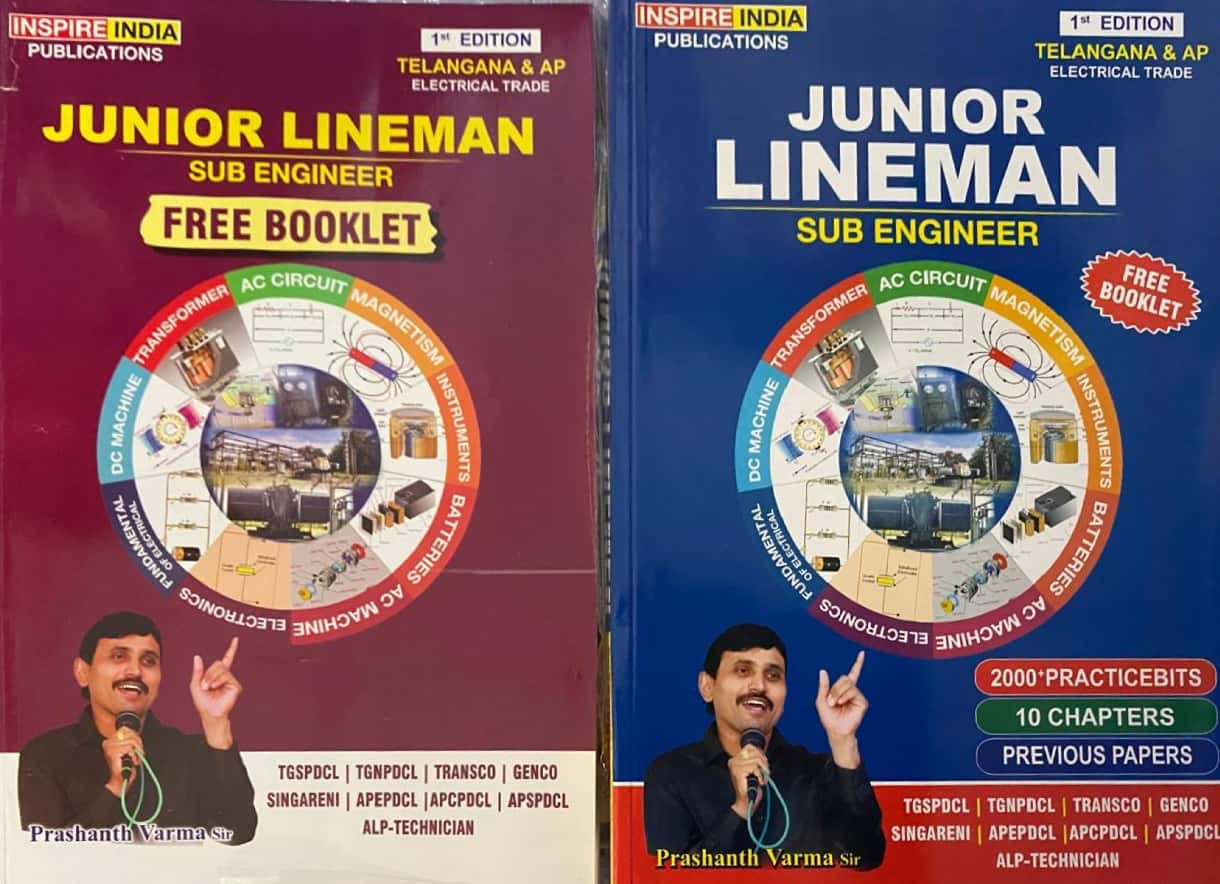 INSPIRE INDIA
PUBLICATIONS
1st EDITION
TELANGANA & AP
ELECTRICAL TRADE
JUNIOR LINEMAN
SUB ENGINEER
FREE BOOKLET
AC CIRCUIT
MAGNETISM
INSTRUMENTS
BATTERIES
AC MACHINE
ELECTRONICS
FUNDAMENTAL
OF ELECTRICAL
DC MACHINE
TRANSFORMER
Prashanth Varma Sir
TGSPDCL | TGNPDCL | TRANSCO | GENCO
SINGARENI | APEPDCL |APCPDCL | APSPDCL
ALP-TECHNICIAN
INSPIRE INDIA
PUBLICATIONS
1st EDITION
TELANGANA & AP
ELECTRICAL TRADE
JUNIOR
LINEMAN
SUB ENGINEER
FREE
BOOKLET
AC CIRCUIT
MAGNETISM
INSTRUMENTS
BATTERIES
AC MACHINE
ELECTRONICS
FUNDAMENTAL
OF ELECTRICAL
DC MACHINE
TRANSFORMER
2000+PRACTICEBITS
10 CHAPTERS
PREVIOUS PAPERS
Prashanth Varma Sir
TGSPDCL | TGNPDCL | TRANSCO | GENCO
SINGARENI | APEPDCL |APCPDCL | APSPDCL
ALP-TECHNICIAN